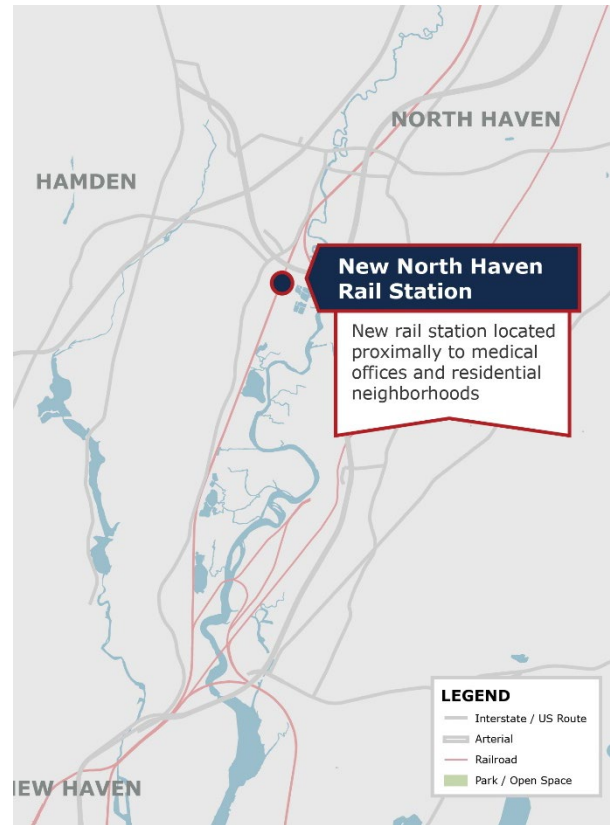 NORTH HAVEN
HAMDEN
New North Haven
Rail Station
New rail station located
proximally to medical
offices and residential
neighborhoods
LEGEND
Interstate / US Route
Arterial
Railroad
Park / Open Space
EW HAVEN